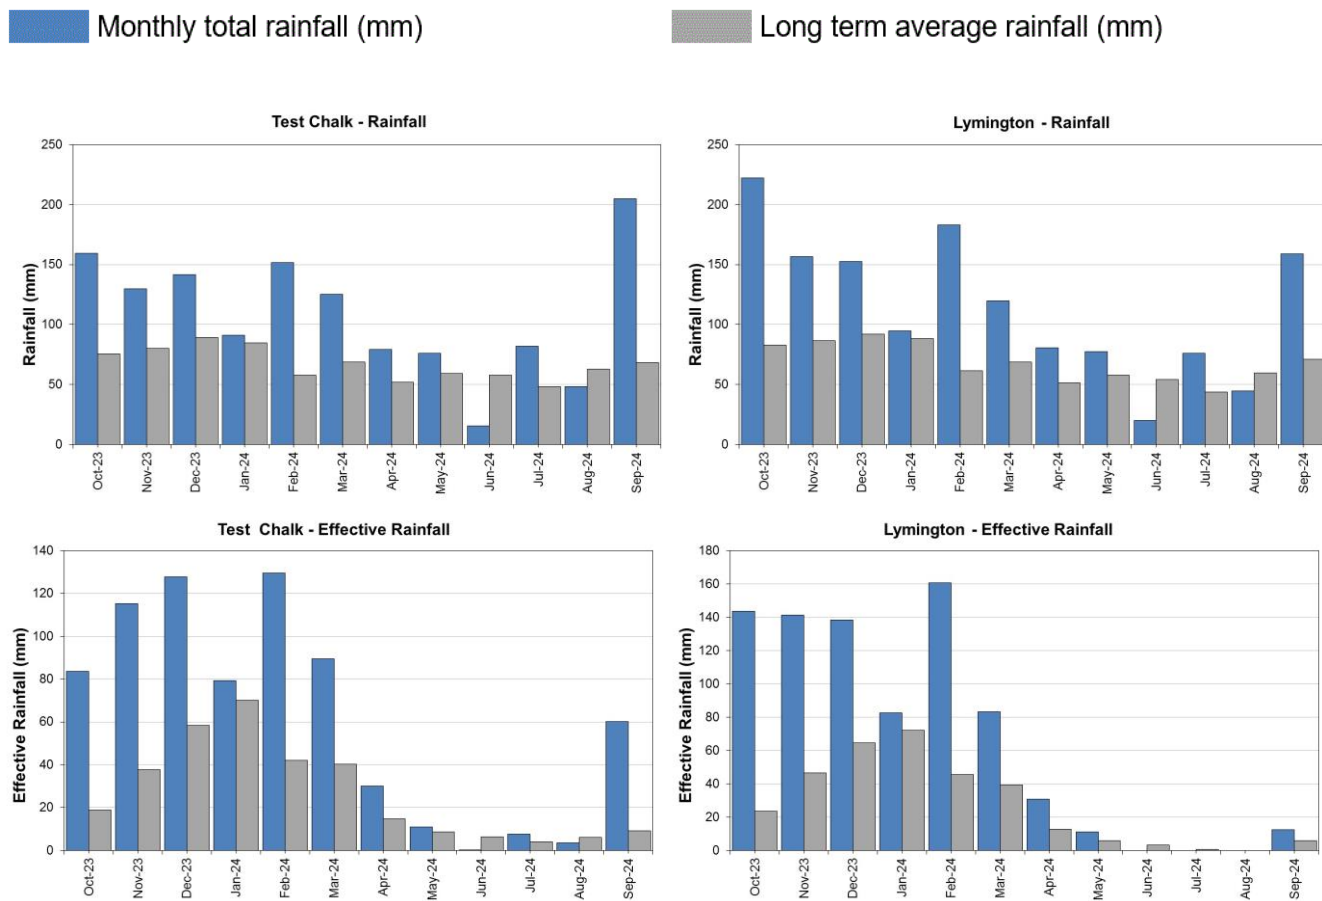 Monthly total rainfall (mm)
Long term average rainfall (mm)
Test Chalk - Rainfall
Rainfall (mm)
250
200
150
100
50
0
Oct-23
Nov-23
Dec-23
Jan-24
Feb-24
Mar-24
Apr-24
May-24
Jun-24
Jul-24
Aug-24
Sep-24
Lymington - Rainfall
Rainfall (mm)
250
200
150
100
50
0
Oct-23
Nov-23
Dec-23
Jan-24
Feb-24
Mar-24
Apr-24
May-24
Jun-24
Jul-24
Aug-24
Sep-24
Test Chalk - Effective Rainfall
Effective Rainfall (mm)
140
120
100
80
60
40
20
0
Oct-23
Nov-23
Dec-23
Jan-24
Feb-24
Mar-24
Apr-24
May-24
Jun-24
Jul-24
Aug-24
Sep-24
Lymington - Effective Rainfall
Effective Rainfall (mm)
180
160
140
120
100
80
60
40
20
0
Oct-23
Nov-23
Dec-23
Jan-24
Feb-24
Mar-24
Apr-24
May-24
Jun-24
Jul-24
Aug-24
Sep-24